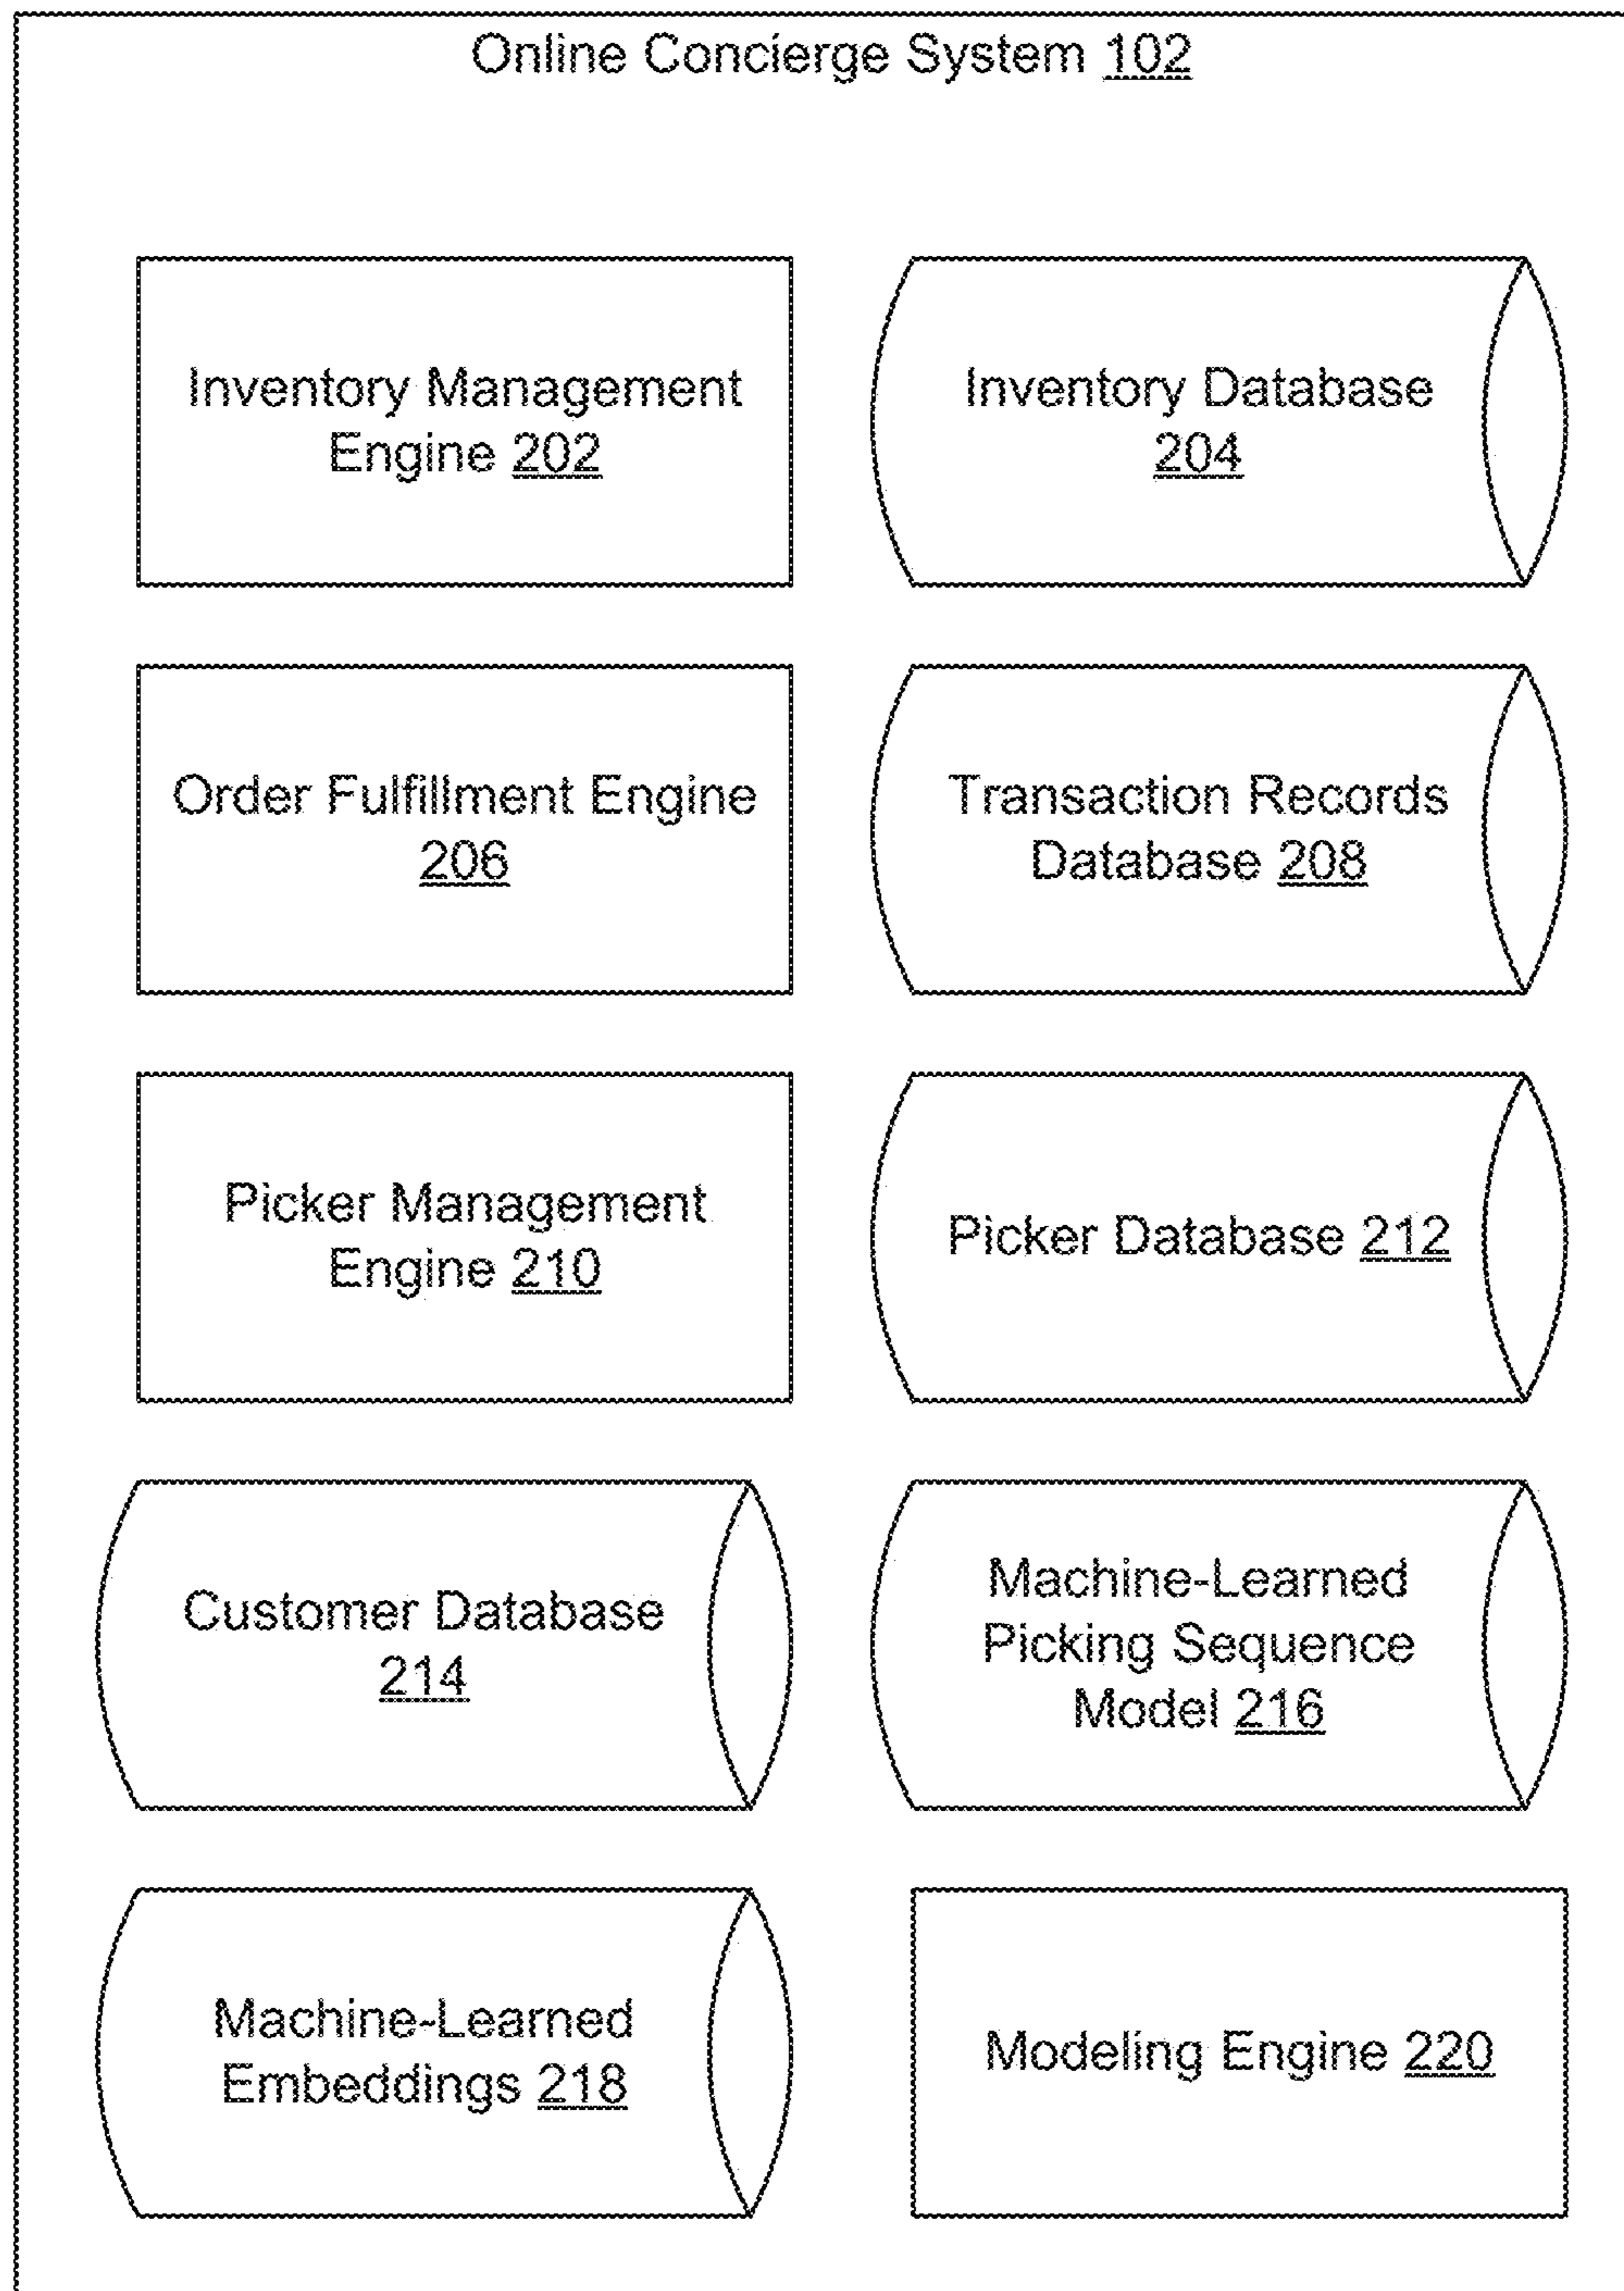 Online Concierge System 102
Inventory Management
Engine 202
Inventory Database
204
Order Fulfillment Engine
206
Transaction Records
Database 208
Picker Management
Engine 210
Picker Database 212
Customer Database
214
Machine-Learned
Picking Sequence
Model 216
Machine-Learned
Embeddings 218
Modeling Engine 220